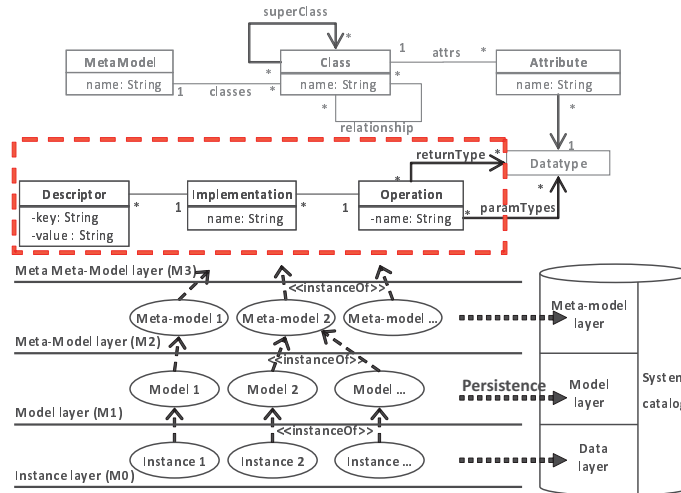 superClass
*
MetaModel
name: String
1
classes
*
*
Class
name: String
*
*
relationship
1
attrs
*
Attribute
name: String
*
1
Datatype
*
returnType
*
*
paramTypes
*
Descriptor
-key: String
-value : String
*
1
Implementation
name: String
*
1
Operation
-name: String
Meta Meta-Model layer (M3)
<<instanceOf>>
Meta-model 1
Meta-model 2
Meta-model ...
Meta-model
layer
Meta-Model layer (M2)
<<instanceOf>>
Model 1
Model 2
Model ...
Persistence
Model
layer
System
catalog
Model layer (M1)
<<instanceOf>>
Instance 1
Instance 2
Instance ...
Data
layer
Instance layer (M0)